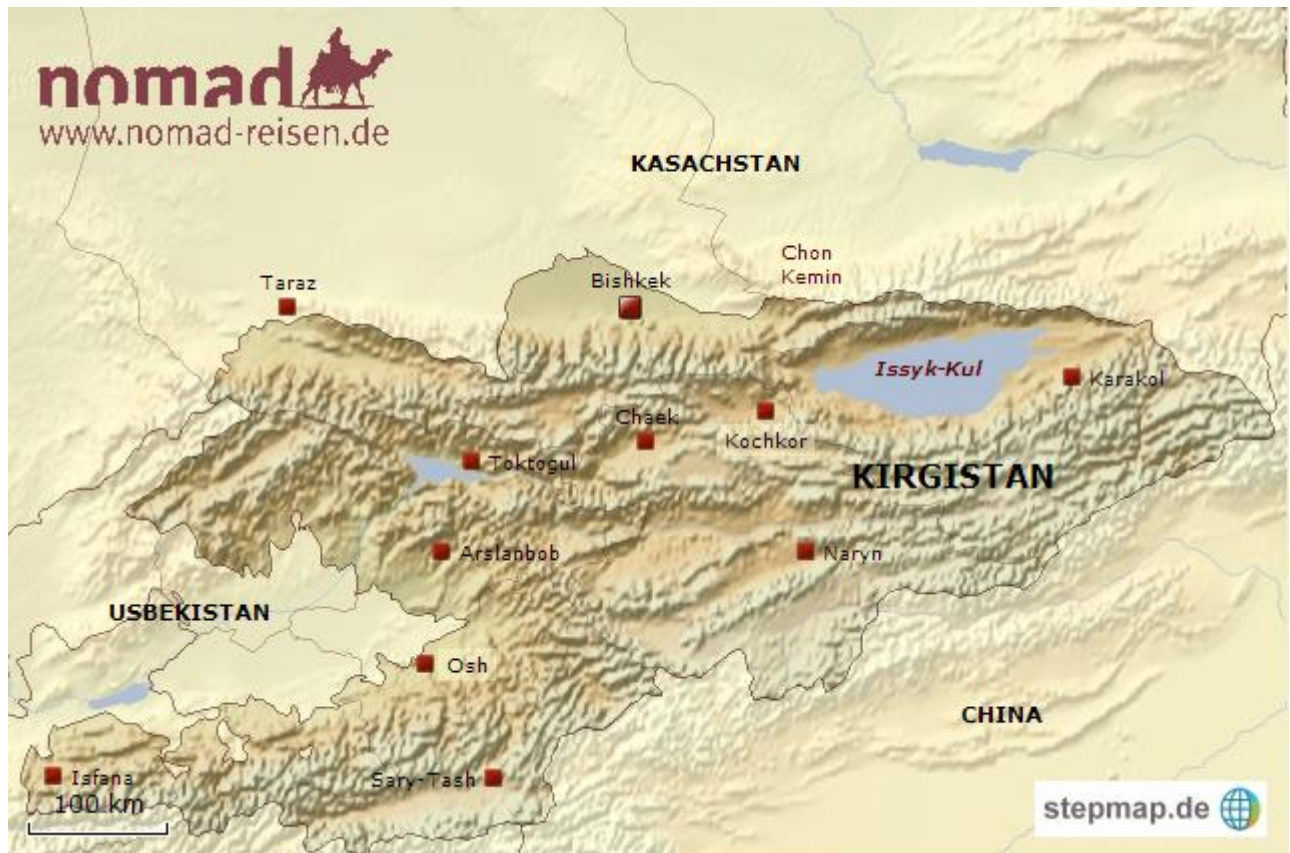 nomad
www.nomad-reisen.de
KASACHSTAN
Chon
Kemin
Taraz
Bishkek
Issyk-Kul
Karakol
Chaek
Kochkor
Toktogul
KIRGISTAN
Arslanbob
Naryn
USBEKISTAN
Osh
CHINA
Isfana
Sary-Tash
100 km
stepmap.de